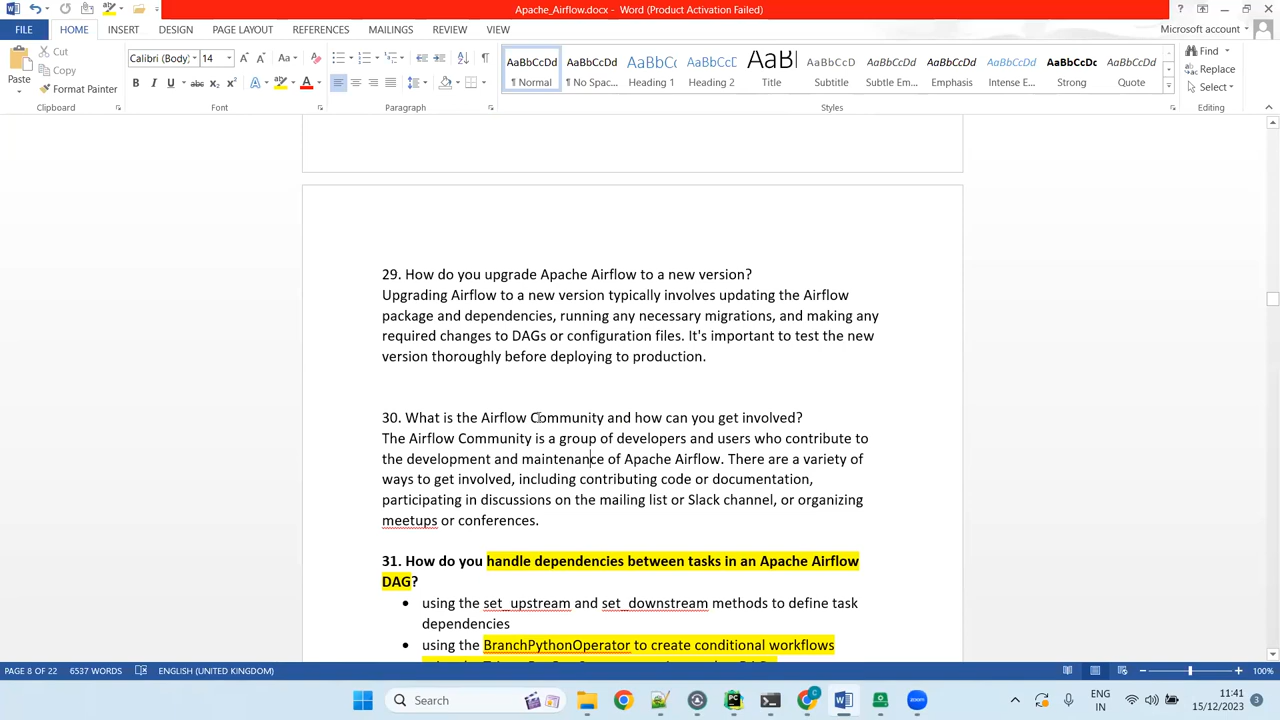 Apache_Airflow.docx - Word (Product Activation Failed)
FILE HOME INSERT DESIGN PAGE LAYOUT REFERENCES MAILINGS REVIEW VIEW Microsoft account
Paste
Cut
Copy
Format Painter
Calibri (Body) 14
AaBbCcDd AaBbCcDd AaBbC AaBbCcD AaB AaBbCcD AaBbCcDd AaBbCcDd AaBbCcDd AaBbCcDc AaBbCcDd
¶ Normal ¶ No Spac... Heading 1 Heading 2 Title Subtitle Subtle Em... Emphasis Intense E... Strong Quote
Find
Replace
Select
Clipboard Font Paragraph Styles Editing
29. How do you upgrade Apache Airflow to a new version?
Upgrading Airflow to a new version typically involves updating the Airflow
package and dependencies, running any necessary migrations, and making any
required changes to DAGs or configuration files. It's important to test the new
version thoroughly before deploying to production.
30. What is the Airflow Community and how can you get involved?
The Airflow Community is a group of developers and users who contribute to
the development and maintenance of Apache Airflow. There are a variety of
ways to get involved, including contributing code or documentation,
participating in discussions on the mailing list or Slack channel, or organizing
meetups or conferences.
31. How do you handle dependencies between tasks in an Apache Airflow
DAG?
• using the set_upstream and set_downstream methods to define task
dependencies
• using the BranchPythonOperator to create conditional workflows
PAGE 8 OF 22 6537 WORDS ENGLISH (UNITED KINGDOM) 100%
Search
ENG
IN
11:41
15/12/2023